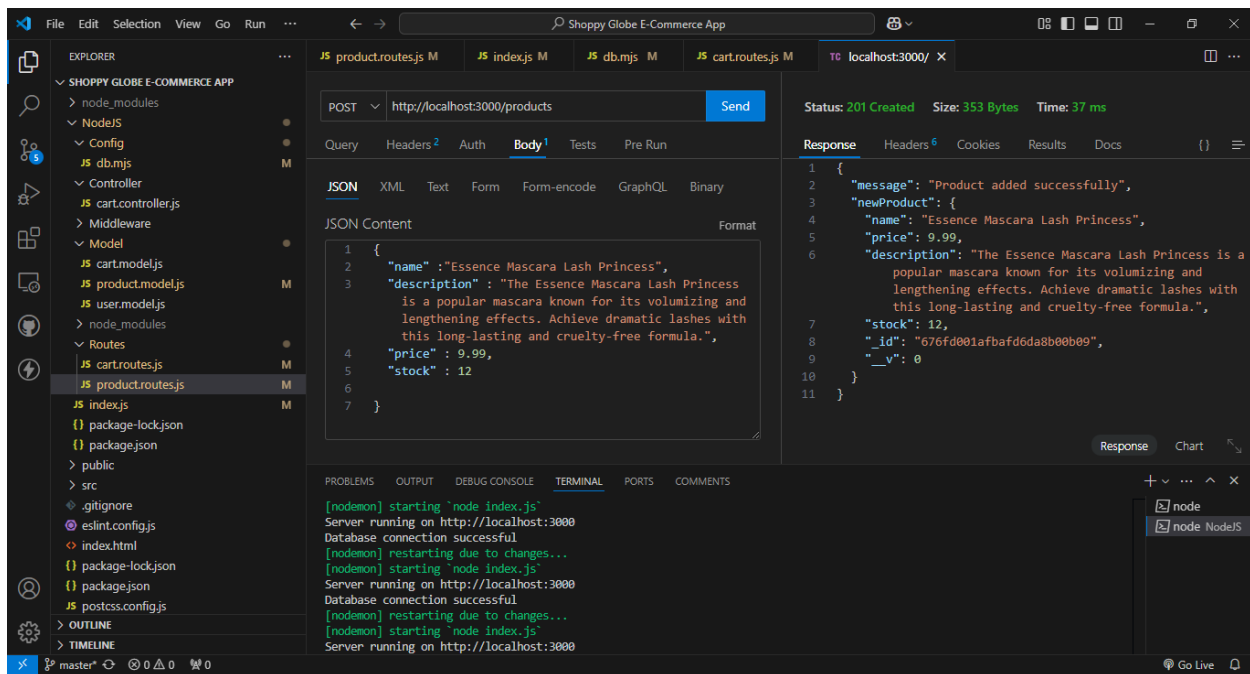 File Edit Selection View Go Run ...
Shoppy Globe E-Commerce App
EXPLORER
SHOPPY GLOBE E-COMMERCE APP
node_modules
NodeJS
Config
JS db.mjs M
Controller
JS cart.controller.js
Middleware
Model
JS cart.model.js
JS product.model.js M
JS user.model.js
node_modules
Routes
JS cart.routes.js M
JS product.routes.js M
JS index.js M
{} package-lock.json
{} package.json
public
src
.gitignore
eslint.config.js
<> index.html
{} package-lock.json
{} package.json
JS postcss.config.js
OUTLINE
TIMELINE
5
JS product.routes.js M JS index.js M JS db.mjs M JS cart.routes.js M TC localhost:3000/
POST http://localhost:3000/products Send
Query Headers 2 Auth Body 1 Tests Pre Run
JSON XML Text Form Form-encode GraphQL Binary
JSON Content Format
1 {
2 "name" :"Essence Mascara Lash Princess",
3 "description" : "The Essence Mascara Lash Princess
is a popular mascara known for its volumizing and
lengthening effects. Achieve dramatic lashes with
this long-lasting and cruelty-free formula.",
4 "price" : 9.99,
5 "stock" : 12
6
7 }
Status: 201 Created Size: 353 Bytes Time: 37 ms
Response Headers 6 Cookies Results Docs {}
1 {
2 "message": "Product added successfully",
3 "newProduct": {
4 "name": "Essence Mascara Lash Princess",
5 "price": 9.99,
6 "description": "The Essence Mascara Lash Princess is a
popular mascara known for its volumizing and
lengthening effects. Achieve dramatic lashes with
this long-lasting and cruelty-free formula.",
7 "stock": 12,
8 "_id": "676fd001afbafd6da8b00b09",
9 "__v": 0
10 }
11 }
Response Chart
PROBLEMS OUTPUT DEBUG CONSOLE TERMINAL PORTS COMMENTS
[nodemon] starting `node index.js`
Server running on http://localhost:3000
Database connection successful
[nodemon] restarting due to changes...
[nodemon] starting `node index.js`
Server running on http://localhost:3000
Database connection successful
[nodemon] restarting due to changes...
[nodemon] starting `node index.js`
Server running on http://localhost:3000
node
node NodeJS
master* 0 0 0 Go Live